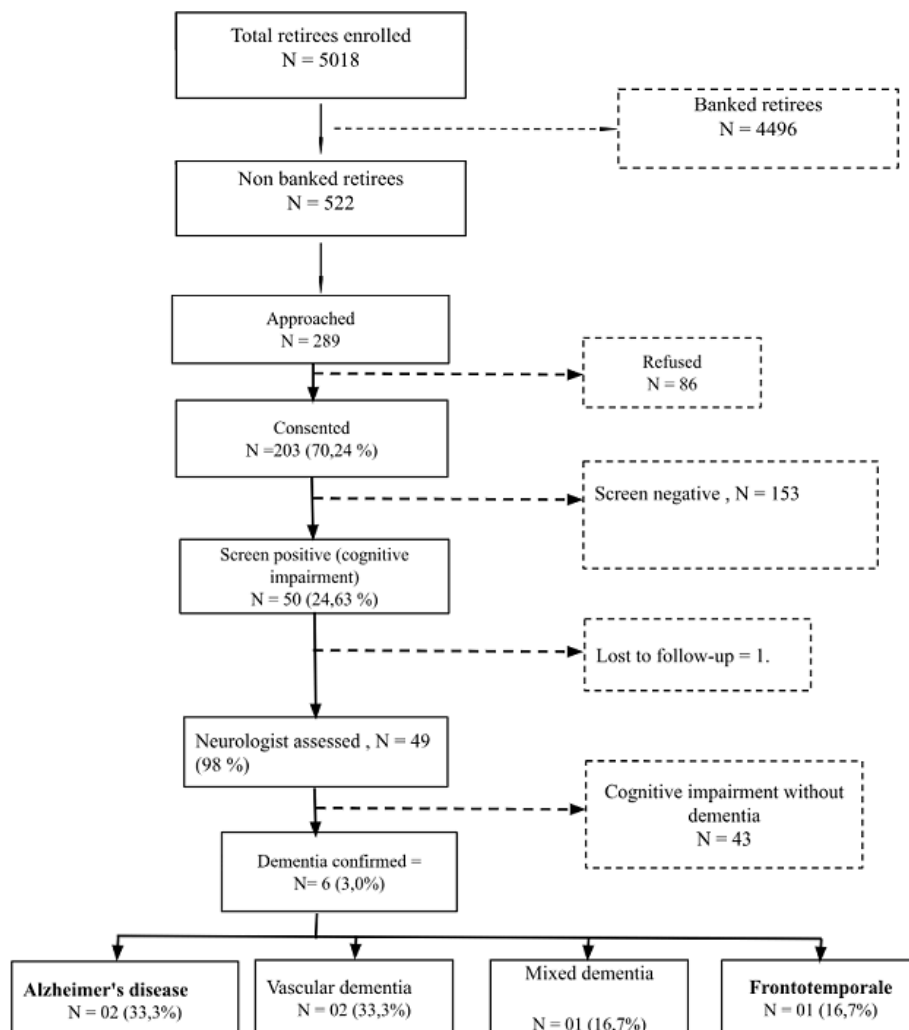 Total retirees enrolled
N = 5018
Banked retirees
N = 4496
Non banked retirees
N = 522
Approached
N = 289
Refused
N = 86
Consented
N =203 (70,24 %)
Screen negative , N = 153
Screen positive (cognitive
impairment)
N = 50 (24,63 %)
Lost to follow-up = 1.
Neurologist assessed , N = 49
(98 %)
Cognitive impairment without
dementia
N = 43
Dementia confirmed =
N= 6 (3,0%)
Alzheimer's disease
N = 02 (33,3%)
Vascular dementia
N = 02 (33,3%)
Mixed dementia
N = 01 (16,7%)
Frontotemporale
N = 01 (16,7%)